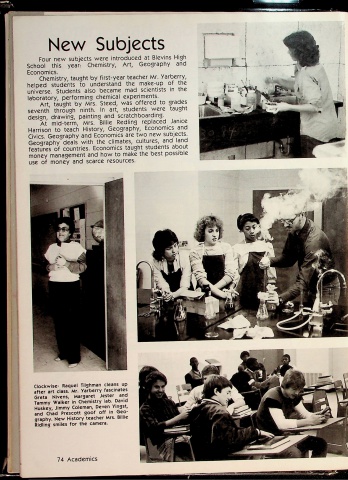 New Subjects
Four new subjects were introduced at Blevins High
School this year: Chemistry, Art, Geography and
Economics.
Chemistry, taught by first-year teacher Mr. Yarberry,
helped students to understand the make-up of the
universe. Students also became mad scientists in the
laboratory, performing chemical experiments.
Art, taught by Mrs. Steed, was offered to grades
seventh through ninth. In art, students were taught
design, drawing, painting and scratchboarding.
At mid-term, Mrs. Billie Redling replaced Janice
Harrison to teach History, Geography, Economics and
Civics. Geography and Economics are two new subjects.
Geography deals with the climates, cultures, and land
features of countries. Economics taught students about
money management and how to make the best possible
use of money and scarce resources.
Clockwise: Raquel Tilghman cleans up
after art class. Mr. Yarberry fascinates
Greta Nivens, Margaret Jester and
Tammy Walker in Chemistry lab. David
Huskey, Jimmy Coleman, Deven Yingst,
and Chad Prescott goof off in Geo-
graphy. New History teacher Mrs. Billie
Ridling smiles for the camera.
74 Academics